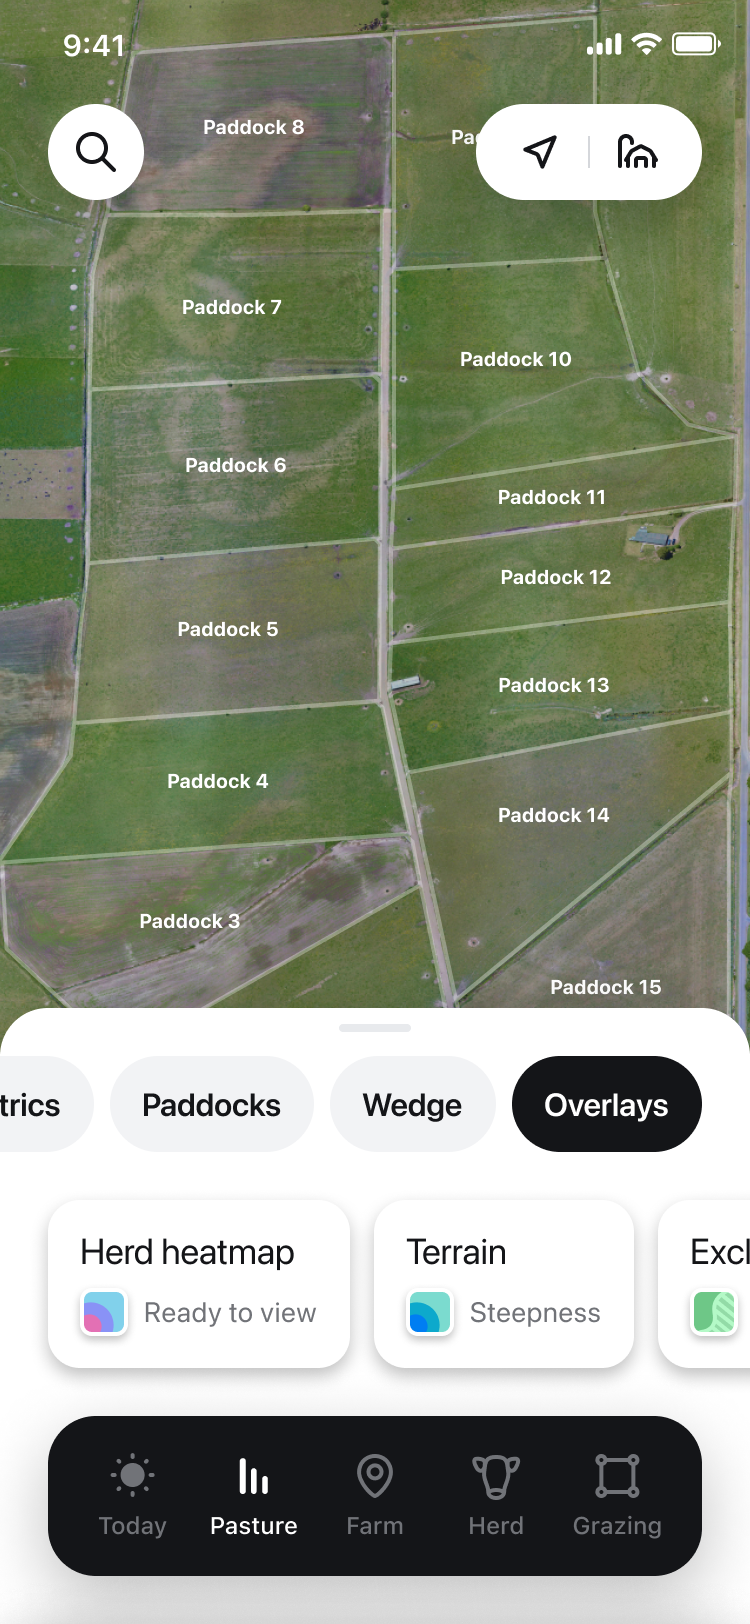 9:41
Paddock 8
Paddock 7
Paddock 10
Paddock 6
Paddock 11
Paddock 12
Paddock 5
Paddock 13
Paddock 4
Paddock 14
Paddock 3
Paddock 15
trics
Paddocks
Wedge
Overlays
Herd heatmap
Ready to view
Terrain
Steepness
Excl
Today
Pasture
Farm
Herd
Grazing